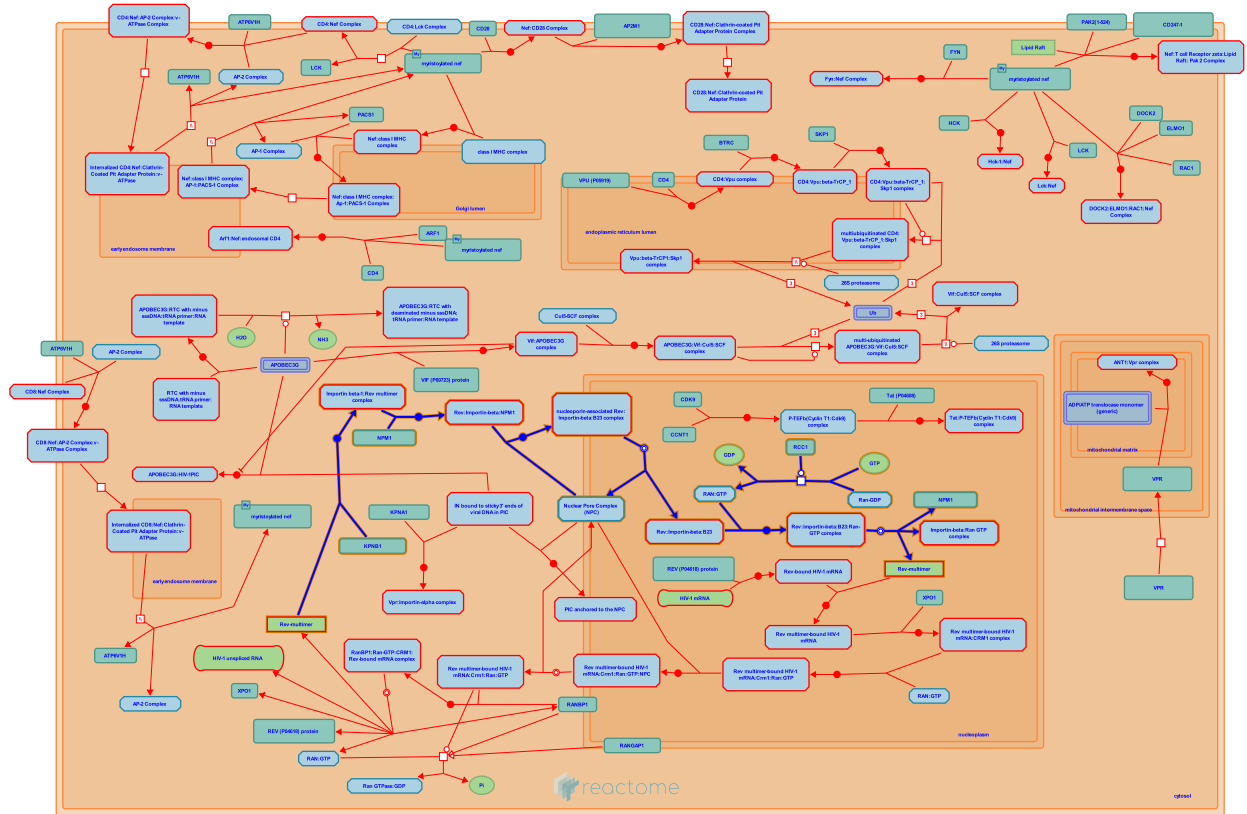 CD4:Nef:AP-2 Complex:v-
ATPase Complex
ATP6V1H
CD4:Nef Complex
CD4:Lck Complex
CD28
Nef:CD28 Complex
AP2M1
CD28:Nef:Clathrin-coated Pit
Adapter Protein Complex
PAK2(1-524)
CD247-1
Lipid Raft
Nef:T cell Receptor zeta:Lipid
Raft: Pak 2 Complex
LCK
My
myristoylated nef
ATP6V1H
AP-2 Complex
CD28:Nef:Clathrin-coated Pit
Adapter Protein
FYN
Fyn:Nef Complex
My
myristoylated nef
HCK
Hck-1:Nef
LCK
Lck:Nef
DOCK2
ELMO1
RAC1
DOCK2:ELMO1:RAC1:Nef
Complex
6
6
PACS1
AP-1 Complex
Nef:class I MHC
complex
class I MHC complex
Internalized CD4:Nef:Clathrin-
Coated Pit Adapter Protein:v-
ATPase
Nef:class I MHC complex:
AP-1:PACS-1 Complex
Nef:class I MHC complex:
Ap-1:PACS-1 Complex
Golgi lumen
early endosome membrane
Arf1:Nef:endosomal CD4
ARF1
My
myristoylated nef
CD4
BTRC
SKP1
VPU (P05919)
CD4
CD4:Vpu complex
CD4:Vpu:beta-TrCP_1
CD4:Vpu:beta-TrCP_1:
Skp1 complex
endoplasmic reticulum lumen
multiubiquitinated CD4:
Vpu:beta-TrCP_1:Skp1
complex
Vpu:beta-TrCP1:Skp1
complex
26S proteasome
3
3
Ub
Vif:Cul5:SCF complex
3
3
26S proteasome
APOBEC3G:RTC with minus
sssDNA:tRNA primer:RNA
template
H2O
NH3
APOBEC3G:RTC with
deaminated minus sssDNA:
tRNA primer:RNA template
Cul5-SCF complex
Vif:APOBEC3G
complex
APOBEC3G:Vif:Cul5:SCF
complex
multi-ubiquitinated
APOBEC3G:Vif:Cul5:SCF
complex
ATP6V1H
AP-2 Complex
APOBEC3G
VIF (P69723) protein
CD8:Nef Complex
RTC with minus
sssDNA:tRNA primer:
RNA template
ANT1:Vpr complex
ADP/ATP translocase monomer
(generic)
mitochondrial matrix
VPR
mitochondrial intermembrane space
VPR
Importin beta-1:Rev multimer
complex
NPM1
Rev:Importin-beta:NPM1
nucleoporin-associated Rev:
Importin-beta:B23 complex
CDK9
CCNT1
P-TEFb(Cyclin T1:Cdk9)
complex
Tat (P04608)
Tat:P-TEFb(Cyclin T1:Cdk9)
complex
CD8:Nef:AP-2 Complex:v-
ATPase Complex
APOBEC3G:HIV-1PIC
GDP
RCC1
GTP
RAN:GTP
Ran-GDP
Internalized CD8:Nef:Clathrin-
Coated Pit Adapter Protein:v-
ATPase
My
myristoylated nef
KPNB1
KPNA1
IN bound to sticky 3' ends of
viral DNA in PIC
Nuclear Pore Complex
(NPC)
Rev:Importin-beta:B23
Rev:Importin-beta:B23:Ran-
GTP complex
NPM1
Importin-beta:Ran GTP
complex
early endosome membrane
Vpr:importin-alpha complex
PIC anchored to the NPC
REV (P04618) protein
HIV-1 mRNA
Rev-bound HIV-1 mRNA
Rev-multimer
6
Rev-multimer
XPO1
Rev multimer-bound HIV-1
mRNA
Rev multimer-bound HIV-1
mRNA:CRM1 complex
ATP6V1H
HIV-1 unspliced RNA
RanBP1:Ran-GTP:CRM1:
Rev-bound mRNA complex
Rev multimer-bound HIV-1
mRNA:Crm1:Ran:GTP
Rev multimer-bound HIV-1
mRNA:Crm1:Ran:GTP:NPC
Rev multimer-bound HIV-1
mRNA:Crm1:Ran:GTP
RAN:GTP
AP-2 Complex
XPO1
RANBP1
REV (P04618) protein
RAN:GTP
RANGAP1
nucleoplasm
Ran GTPase:GDP
Pi
reactome
cytosol